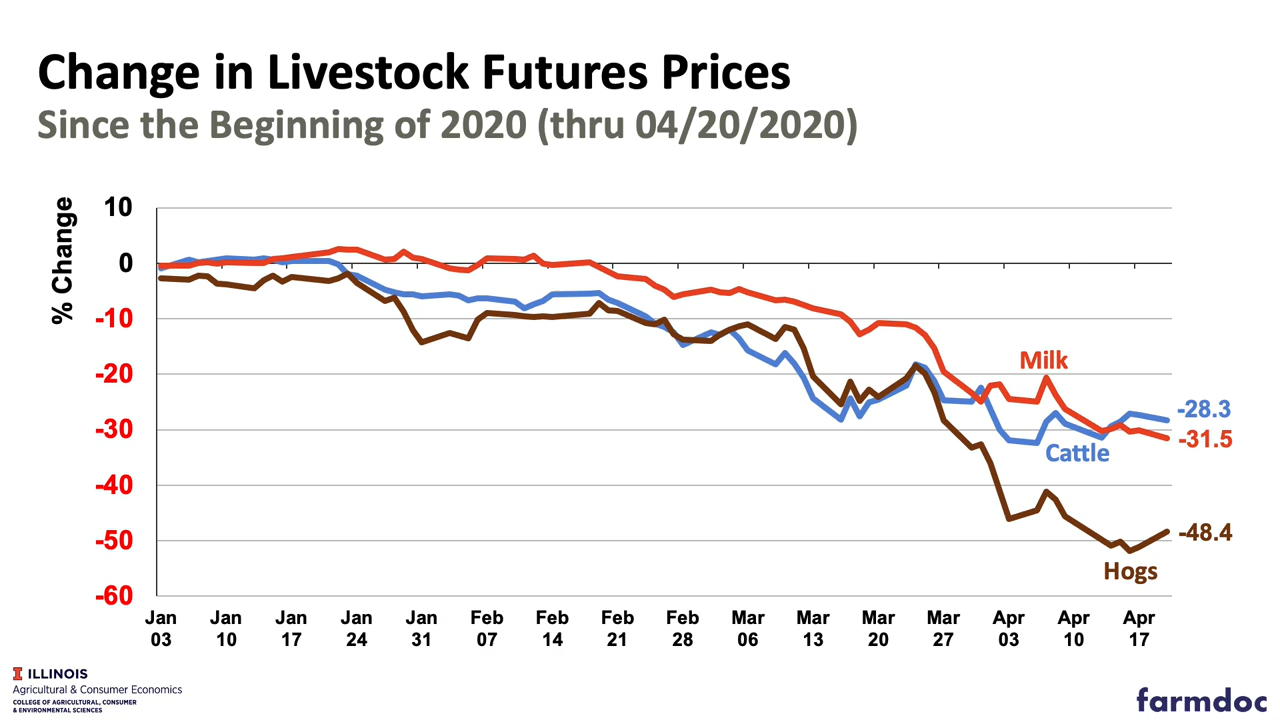 Change in Livestock Futures Prices
Since the Beginning of 2020 (thru 04/20/2020)
% Change
10
0
-10
-20
-30
-40
-50
-60
Milk
-28.3
-31.5
Cattle
-48.4
Hogs
Jan Jan Jan Jan Jan Feb Feb Feb Feb Mar Mar Mar Mar Apr Apr Apr
03 10 17 24 31 07 14 21 28 06 13 20 27 03 10 17
I ILLINOIS
Agricultural & Consumer Economics
COLLEGE OF AGRICULTURAL, CONSUMER
& ENVIRONMENTAL SCIENCES
farmdoc